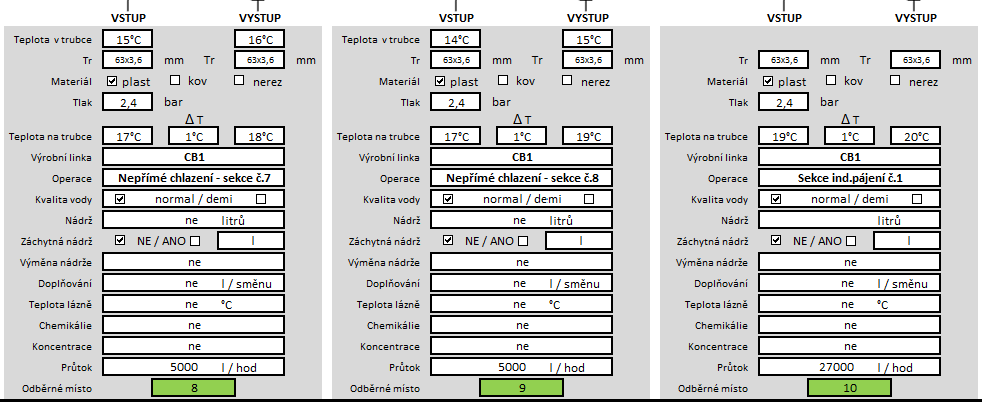 VSTUP VYSTUP VSTUP VYSTUP VSTUP VYSTUP
Teplota v trubce 15°C 16°C Teplota v trubce 14°C 15°C
Tr 63x3,6 mm Tr 63x3,6 mm Tr 63x3,6 mm Tr 63x3,6 mm Tr 63x3,6 mm Tr 63x3,6 mm
Materiál plast kov nerez Materiál plast kov nerez Materiál plast kov nerez
Tlak 2,4 bar Tlak 2,4 bar Tlak 2,4 bar
Δ T Δ T Δ T
Teplota na trubce 17°C 1°C 18°C Teplota na trubce 17°C 1°C 19°C Teplota na trubce 19°C 1°C 20°C
Výrobní linka CB1 Výrobní linka CB1 Výrobní linka CB1
Operace Nepřímé chlazení - sekce č.7 Operace Nepřímé chlazení - sekce č.8 Operace Sekce ind.pájení č.1
Kvalita vody normal / demi Kvalita vody normal / demi Kvalita vody normal / demi
Nádrž ne litrů Nádrž ne litrů Nádrž litrů
Záchytná nádrž NE / ANO l Záchytná nádrž NE / ANO l Záchytná nádrž NE / ANO l
Výměna nádrže ne Výměna nádrže ne Výměna nádrže ne
Doplňování ne l / směnu Doplňování ne l / směnu Doplňování ne l / směnu
Teplota lázně ne °C Teplota lázně ne °C Teplota lázně ne °C
Chemikálie ne Chemikálie ne Chemikálie ne
Koncentrace ne Koncentrace ne Koncentrace ne
Průtok 5000 l / hod Průtok 5000 l / hod Průtok 27000 l / hod
Odběrné místo 8 Odběrné místo 9 Odběrné místo 10